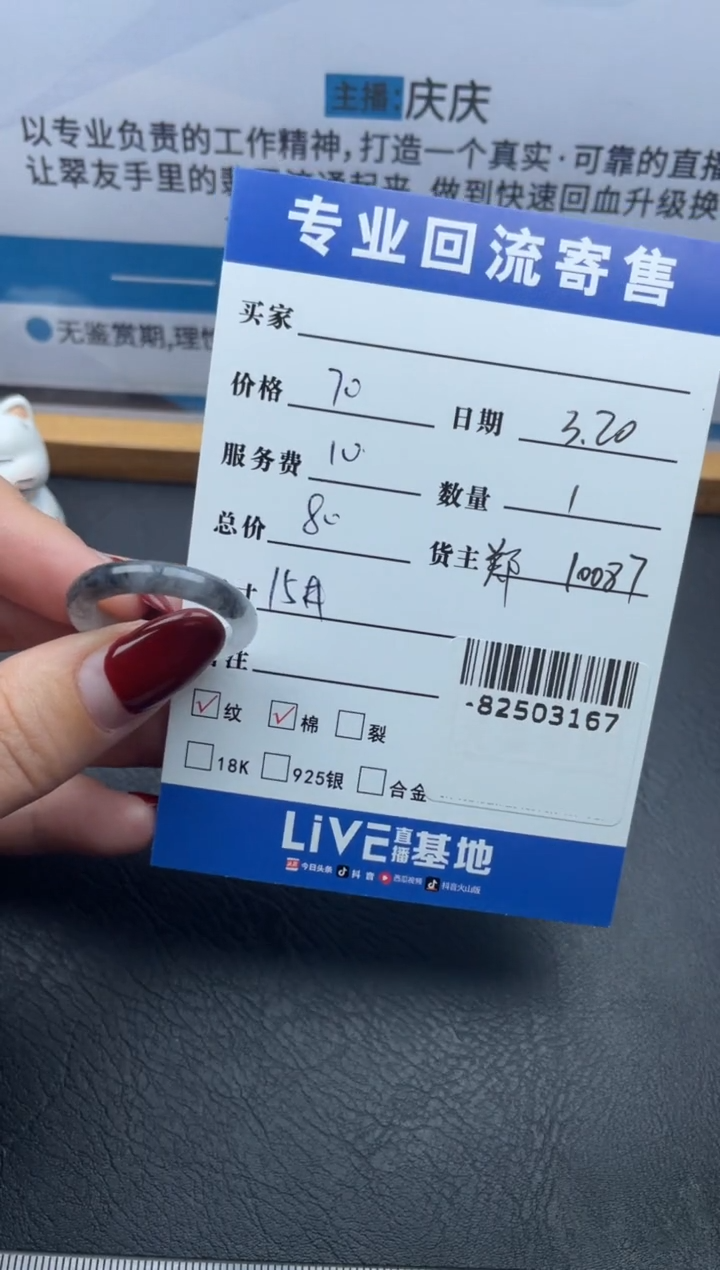 主播:庆庆
以专业负责的工作精神,打造一个真实·可靠的直播
让翠友手里的翡 做到快速回血升级换
无鉴赏期,理性
专业回流寄售
买家
价格 70 日期 3.20
服务费 10 数量 1
总价 80 货主 郑 10087
寸 15A
注
☑纹 ☑棉 ☐裂
☐18K ☐925银 ☐合金
-82503167
LiVE直播基地
今日头条 抖音 西瓜视频 抖音火山版